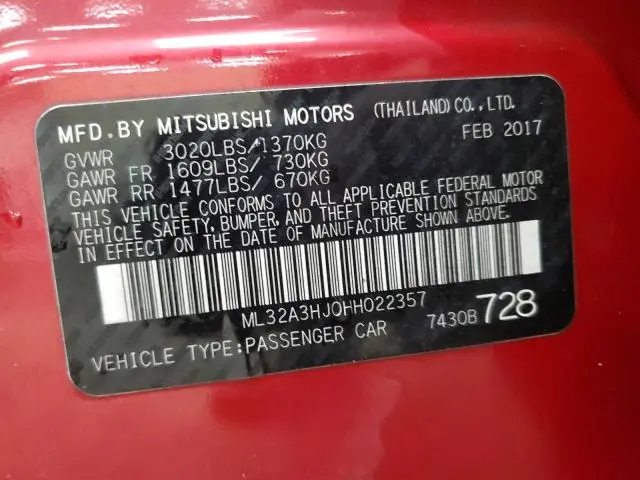 MFD. BY MITSUBISHI MOTORS (THAILAND) CO., LTD.
FEB 2017
GVWR 3020LBS/1370KG
GAWR FR 1609LBS/ 730KG
GAWR RR 1477LBS/ 670KG
THIS VEHICLE CONFORMS TO ALL APPLICABLE FEDERAL MOTOR
VEHICLE SAFETY, BUMPER, AND THEFT PREVENTION STANDARDS
IN EFFECT ON THE DATE OF MANUFACTURE SHOWN ABOVE.
ML32A3HJ0HH022357
7430B 728
VEHICLE TYPE:PASSENGER CAR